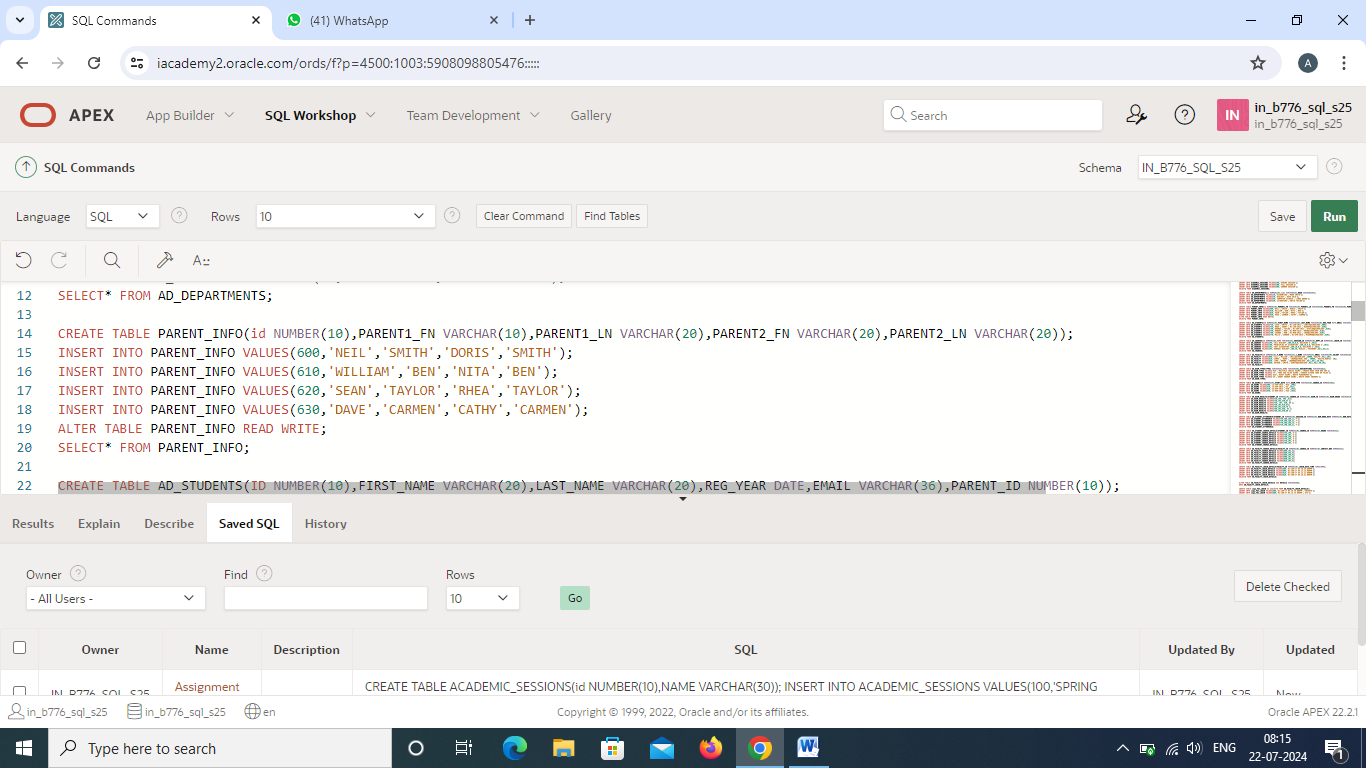 SQL Commands
(41) WhatsApp
iacademy2.oracle.com/ords/f?p=4500:1003:5908098805476:::::
A
APEX App Builder SQL Workshop Team Development Gallery Search IN in_b776_sql_s25
in_b776_sql_s25
SQL Commands Schema IN_B776_SQL_S25
Language SQL Rows 10 Clear Command Find Tables Save Run
12 SELECT* FROM AD_DEPARTMENTS;
13
14 CREATE TABLE PARENT_INFO(id NUMBER(10),PARENT1_FN VARCHAR(10),PARENT1_LN VARCHAR(20),PARENT2_FN VARCHAR(20),PARENT2_LN VARCHAR(20));
15 INSERT INTO PARENT_INFO VALUES(600,'NEIL','SMITH','DORIS','SMITH');
16 INSERT INTO PARENT_INFO VALUES(610,'WILLIAM','BEN','NITA','BEN');
17 INSERT INTO PARENT_INFO VALUES(620,'SEAN','TAYLOR','RHEA','TAYLOR');
18 INSERT INTO PARENT_INFO VALUES(630,'DAVE','CARMEN','CATHY','CARMEN');
19 ALTER TABLE PARENT_INFO READ WRITE;
20 SELECT* FROM PARENT_INFO;
21
22 CREATE TABLE AD_STUDENTS(ID NUMBER(10),FIRST_NAME VARCHAR(20),LAST_NAME VARCHAR(20),REG_YEAR DATE,EMAIL VARCHAR(36),PARENT_ID NUMBER(10));
Results Explain Describe Saved SQL History
Owner Find Rows
- All Users - 10 Go Delete Checked
Owner Name Description SQL Updated By Updated
IN_B776_SQL_S25 Assignment CREATE TABLE ACADEMIC_SESSIONS(id NUMBER(10),NAME VARCHAR(30)); INSERT INTO ACADEMIC_SESSIONS VALUES(100,'SPRING IN_B776_SQL_S25 Now
in_b776_sql_s25 in_b776_sql_s25 en Copyright © 1999, 2022, Oracle and/or its affiliates. Oracle APEX 22.2.1
Type here to search ENG 08:15
22-07-2024
1